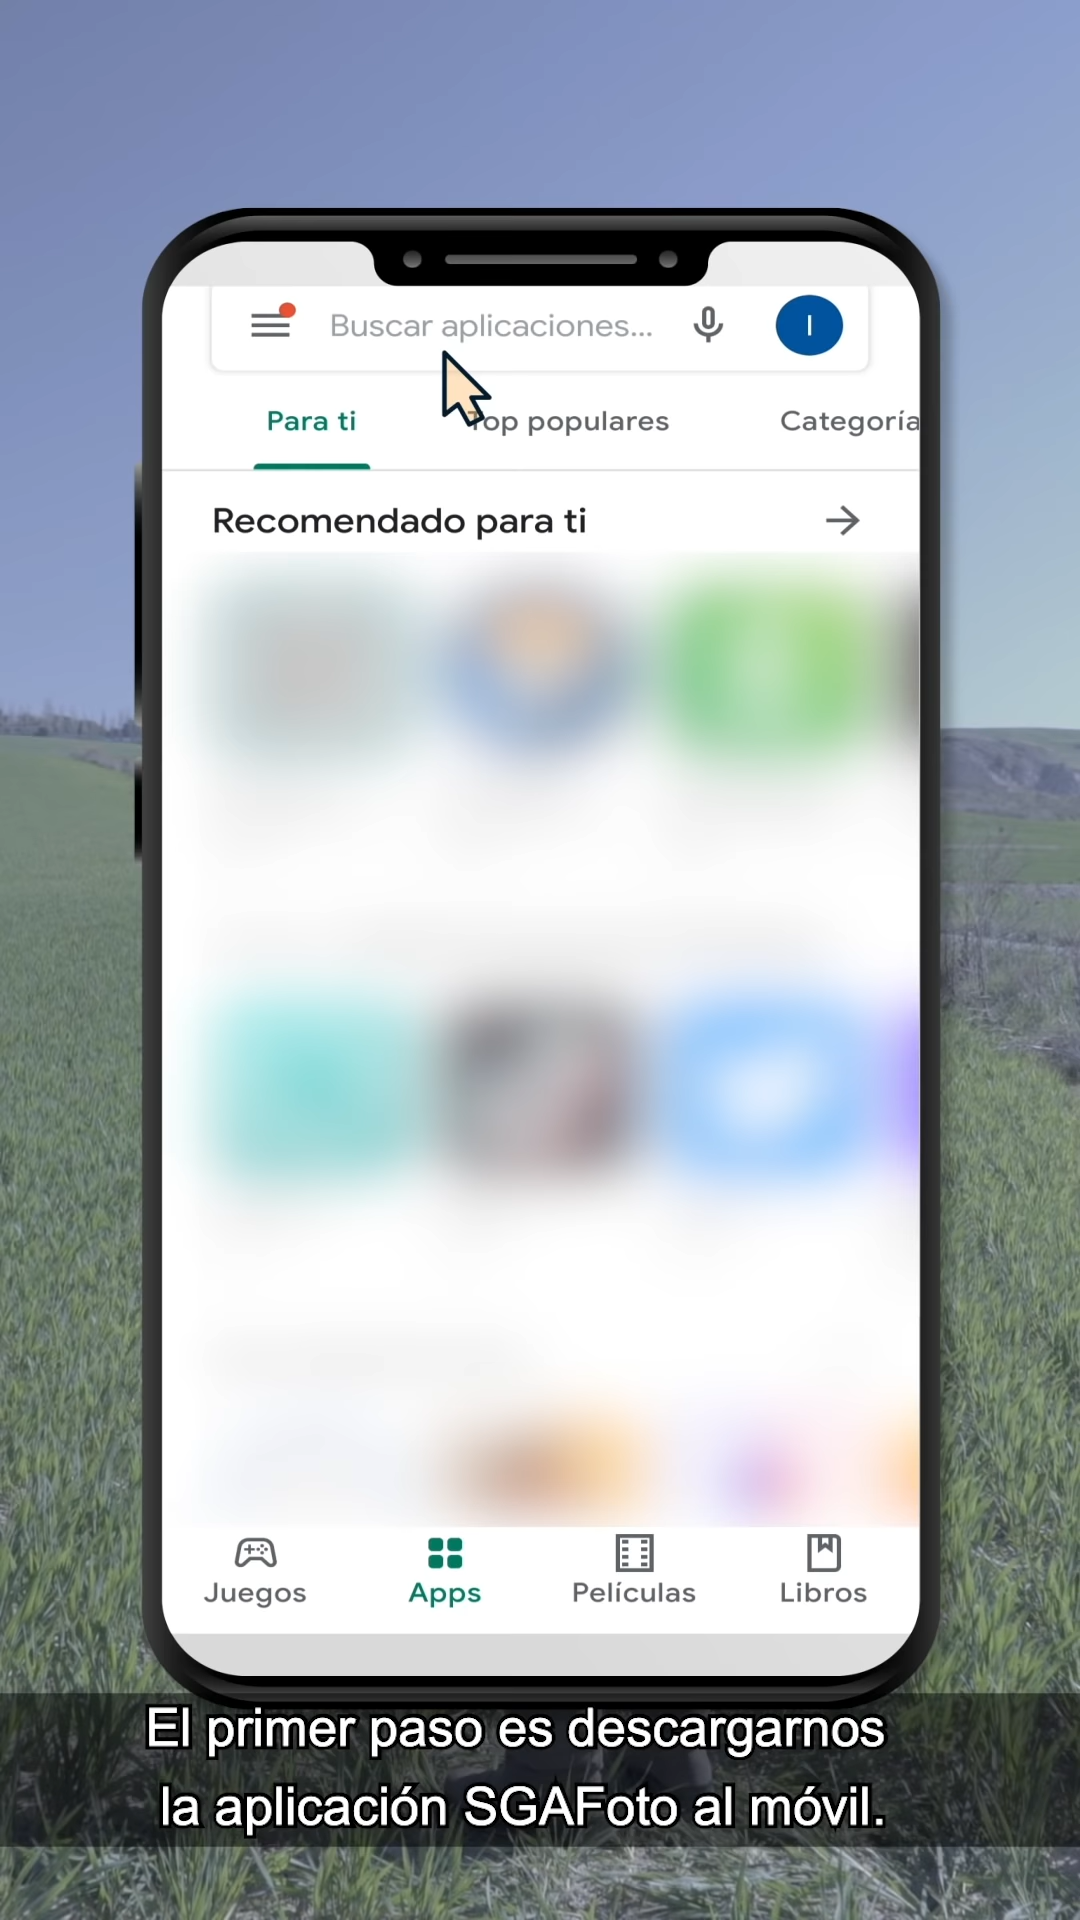 Buscar aplicaciones...
I
Para ti
Top populares
Categoría
Recomendado para ti
Juegos
Apps
Películas
Libros
El primer paso es descargarnos
la aplicación SGAFoto al móvil.